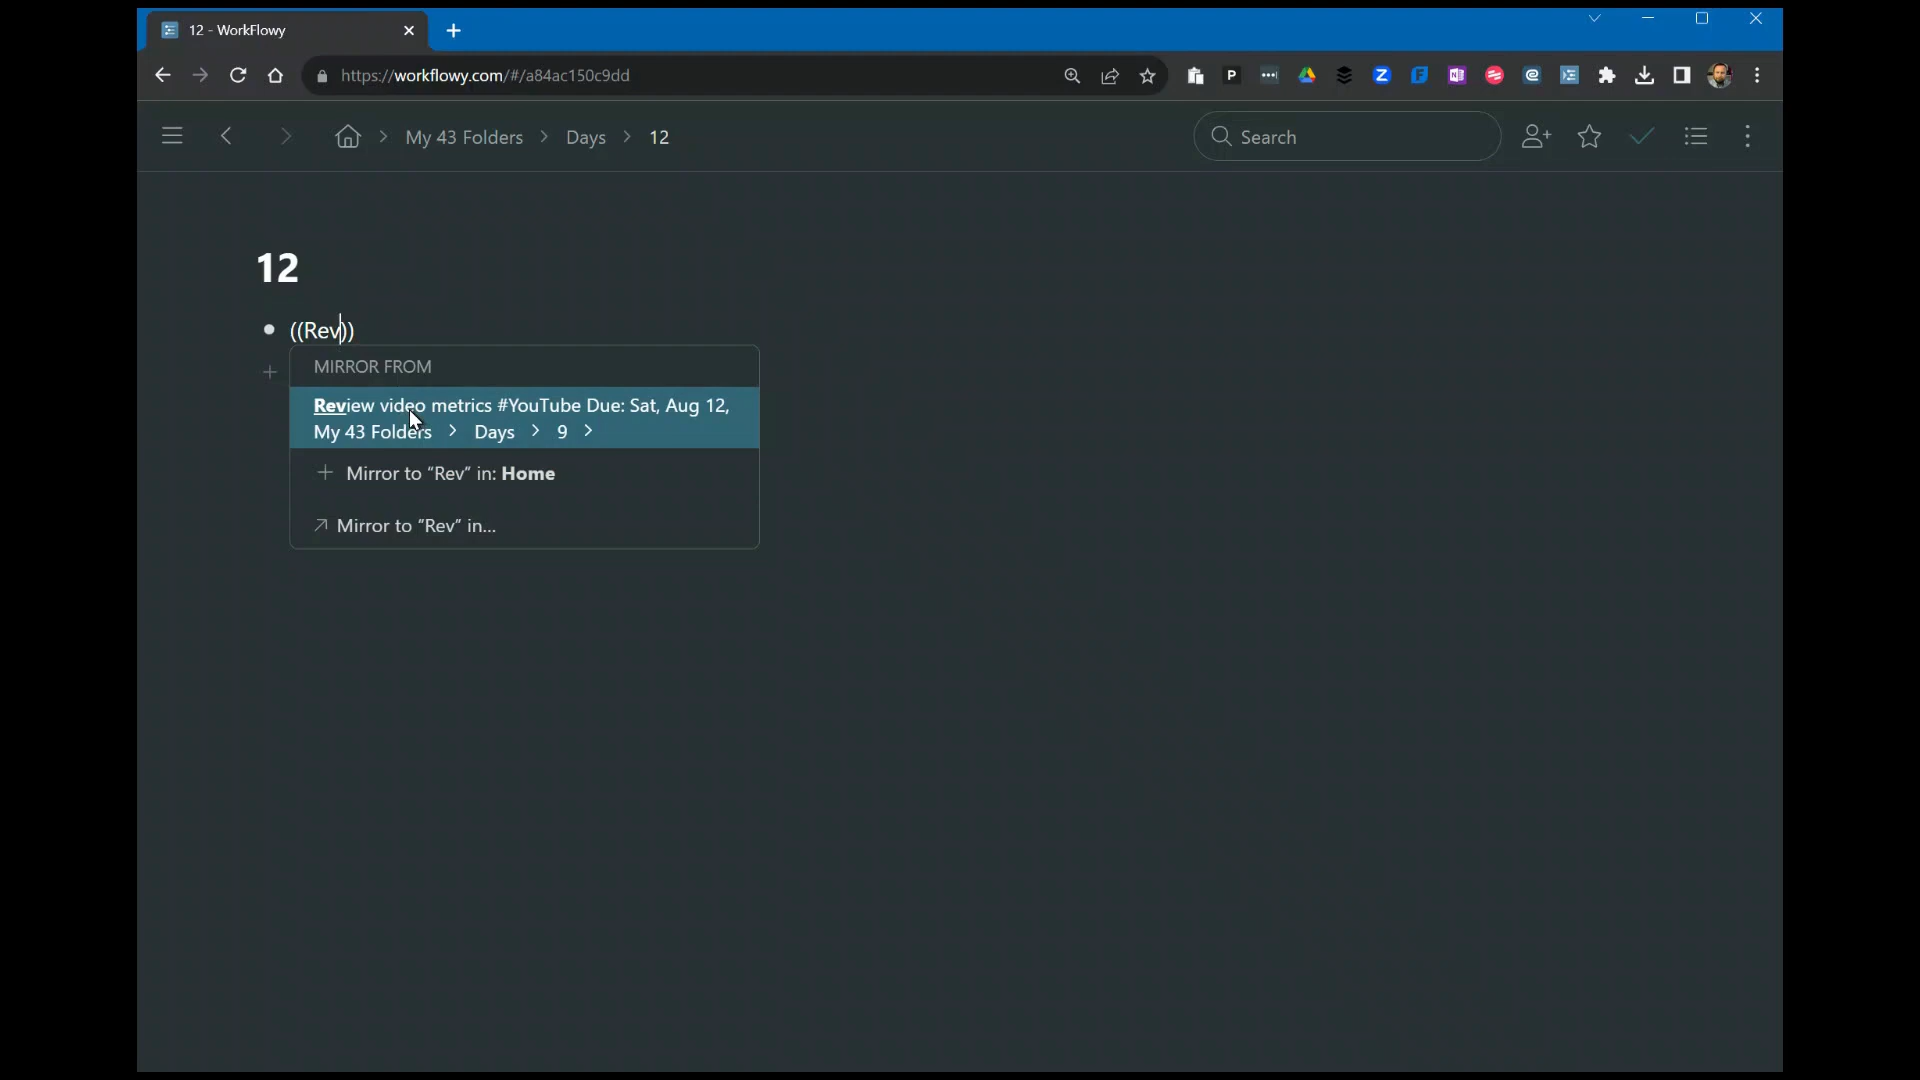 12 - WorkFlowy
https://workflowy.com/#/a84ac150c9dd
My 43 Folders > Days > 12
Search
12
((Rev))
MIRROR FROM
Review video metrics #YouTube Due: Sat, Aug 12,
My 43 Folders > Days > 9 >
+ Mirror to “Rev” in: Home
Mirror to “Rev” in...